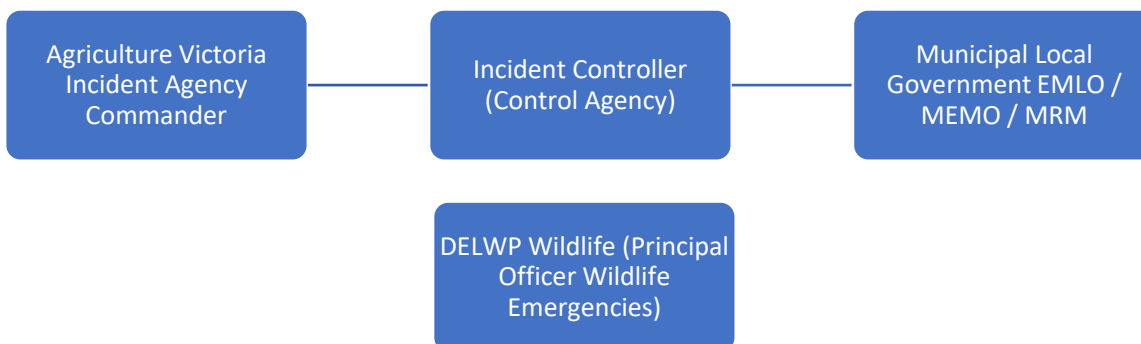 Agriculture Victoria
Incident Agency
Commander
Incident Controller
(Control Agency)
Municipal Local
Government EMLO /
MEMO / MRM
DELWP Wildlife (Principal
Officer Wildlife
Emergencies)